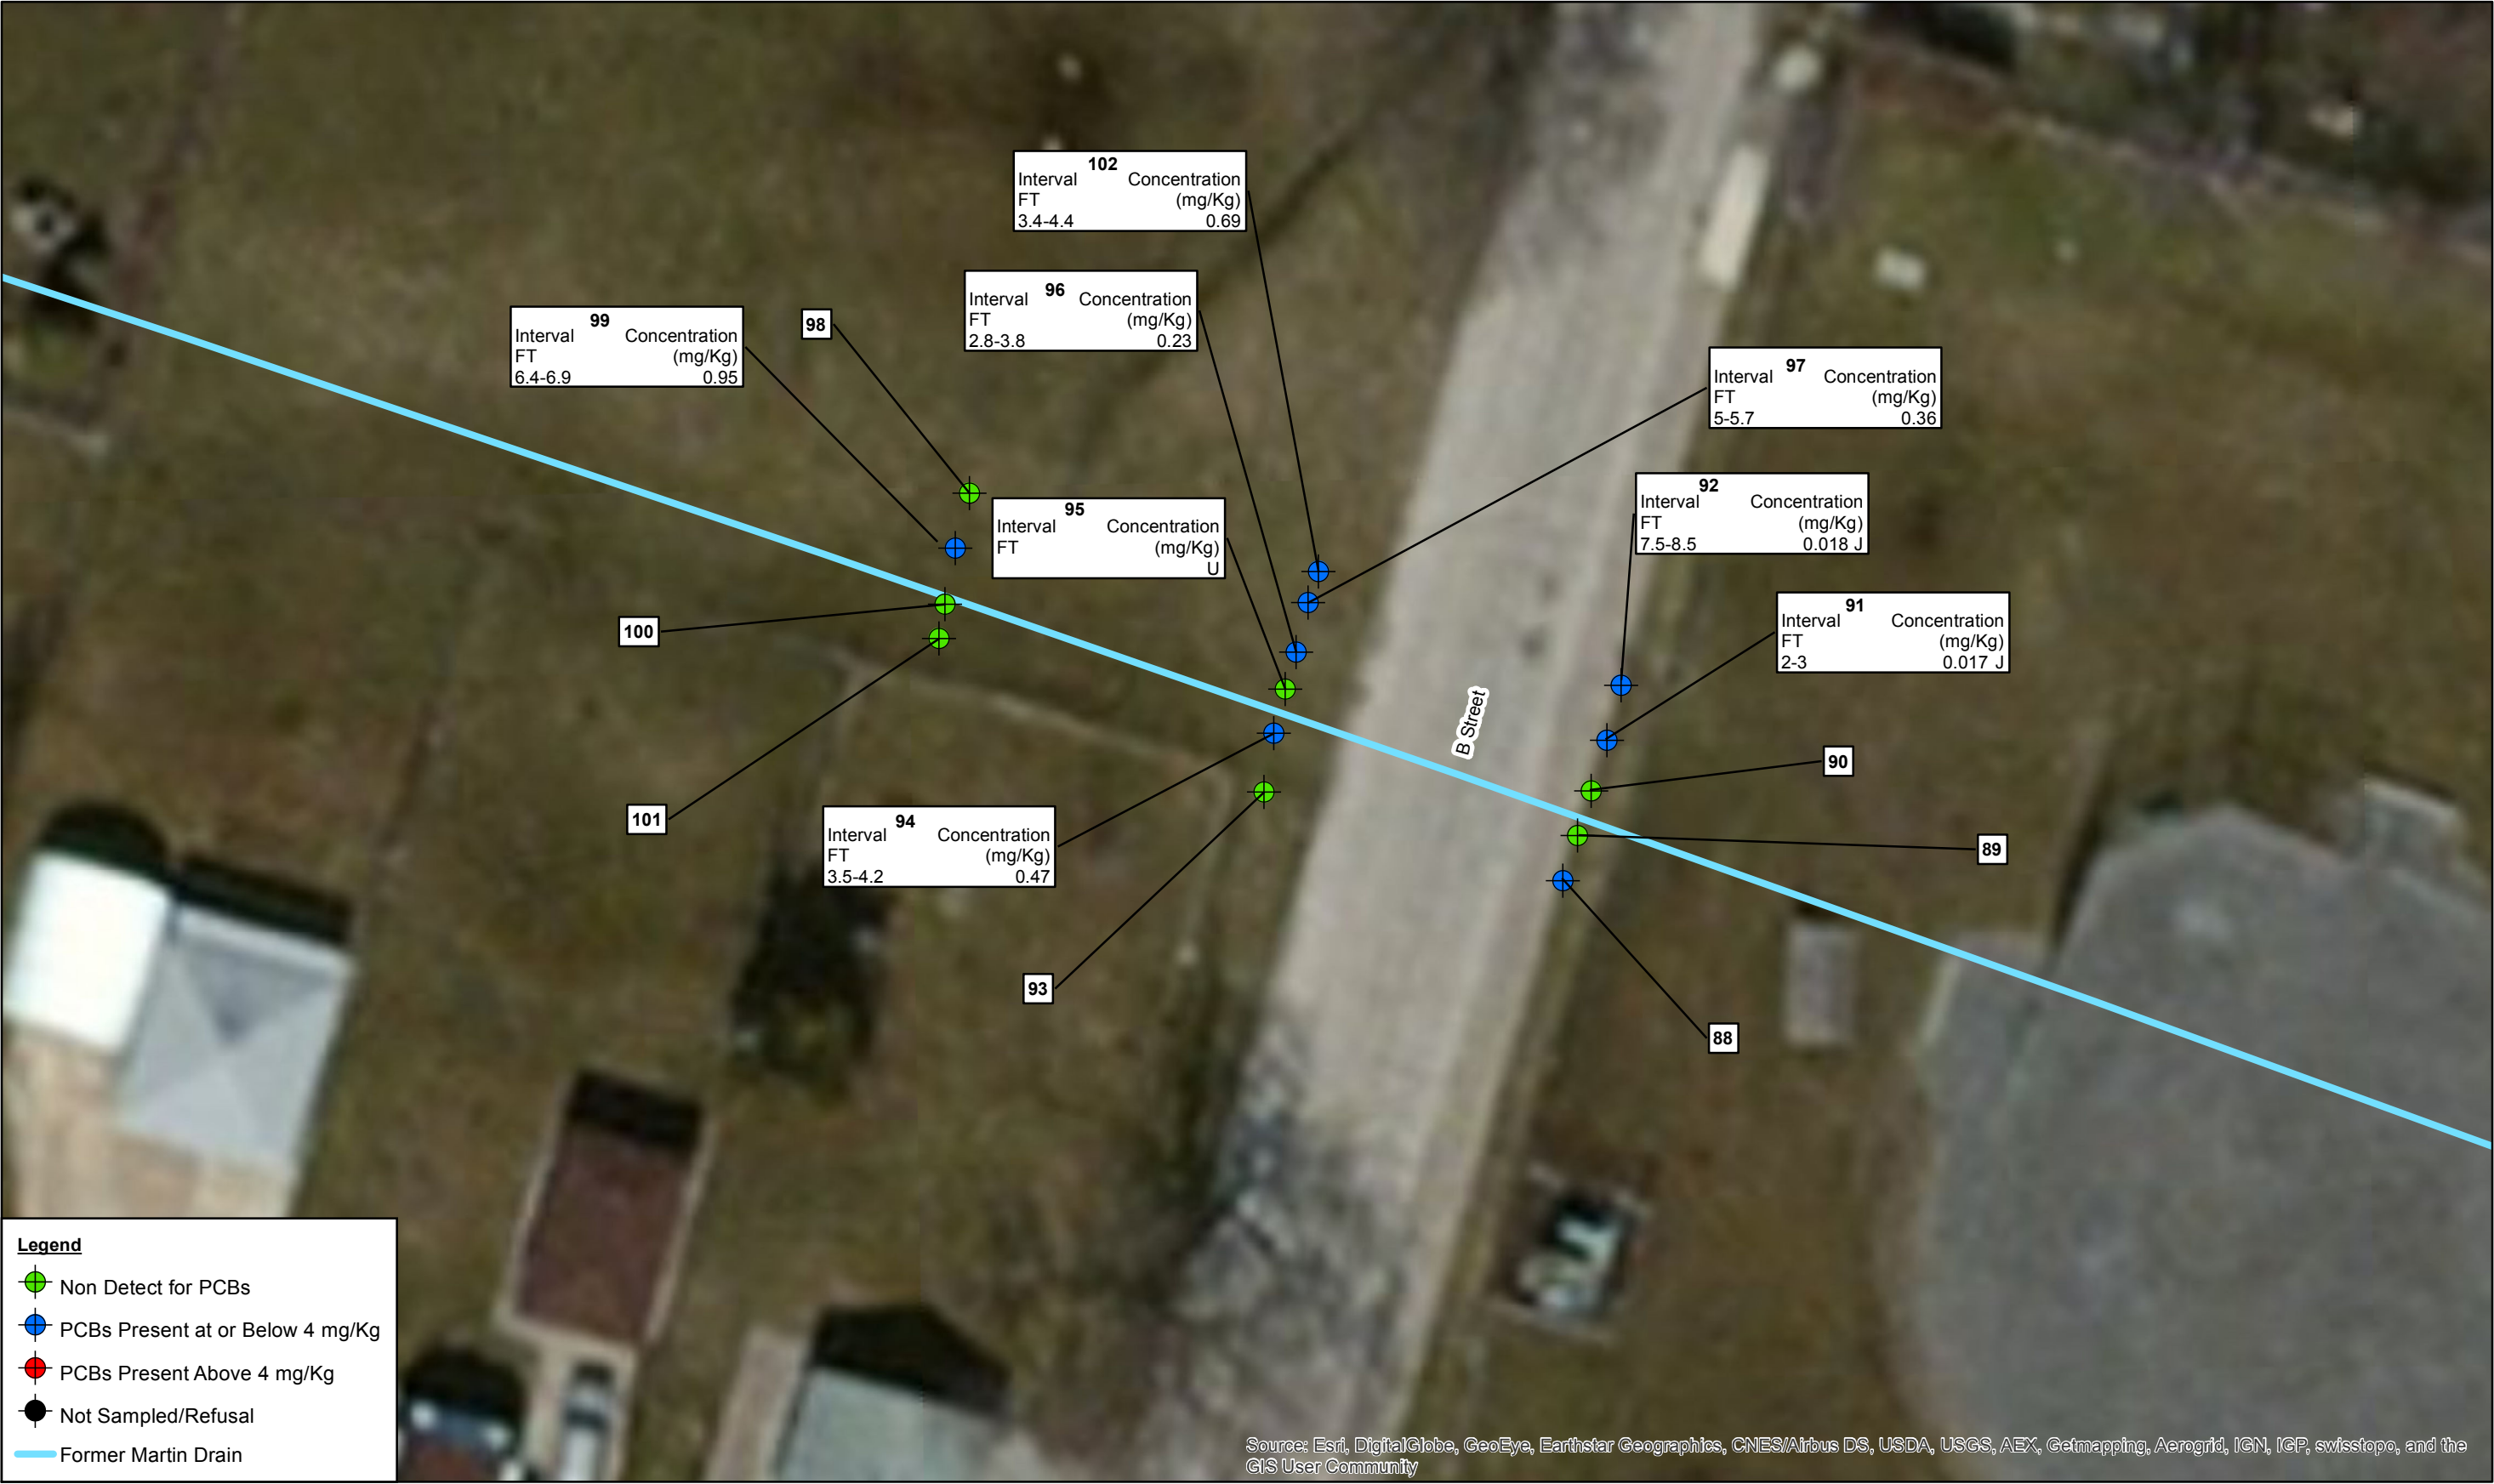 102
Interval Concentration
FT (mg/Kg)
3.4-4.4 0.69
96
Interval Concentration
FT (mg/Kg)
2.8-3.8 0.23
99
Interval Concentration
FT (mg/Kg)
6.4-6.9 0.95
98
97
Interval Concentration
FT (mg/Kg)
5-5.7 0.36
92
Interval Concentration
FT (mg/Kg)
7.5-8.5 0.018 J
95
Interval Concentration
FT (mg/Kg)
U
91
Interval Concentration
FT (mg/Kg)
2-3 0.017 J
100
B Street
90
101
94
Interval Concentration
FT (mg/Kg)
3.5-4.2 0.47
89
93
88
Legend
Non Detect for PCBs
PCBs Present at or Below 4 mg/Kg
PCBs Present Above 4 mg/Kg
Not Sampled/Refusal
Former Martin Drain
Source: Esri, DigitalGlobe, GeoEye, Earthstar Geographics, CNES/Airbus DS, USDA, USGS, AEX, Getmapping, Aerogrid, IGN, IGP, swisstopo, and the
GIS User Community